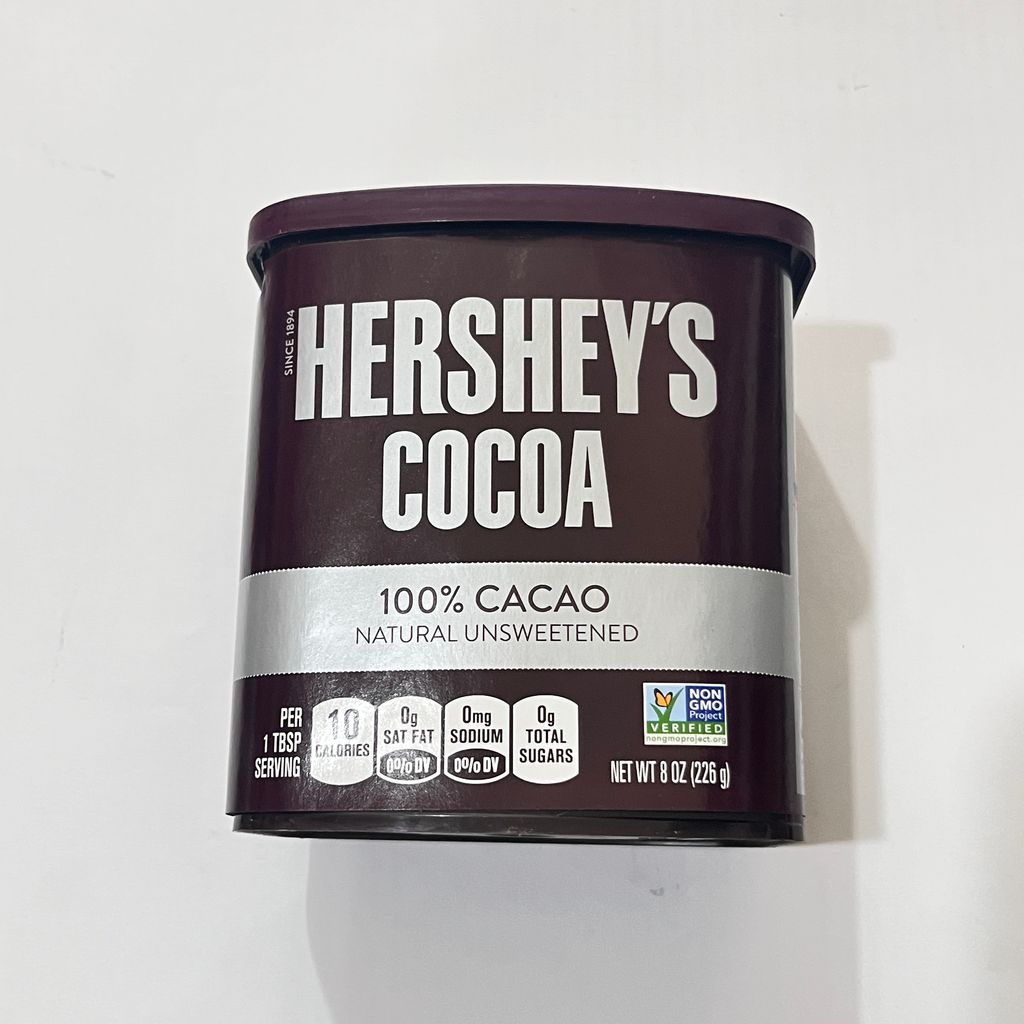 SINCE 1894
HERSHEY'S
COCOA
100% CACAO
NATURAL UNSWEETENED
PER
1 TBSP
SERVING
10
CALORIES
0g
SAT FAT
0% DV
0mg
SODIUM
0% DV
0g
TOTAL
SUGARS
NON
GMO
Project
VERIFIED
nongmoproject.org
NET WT 8 OZ (226 g)